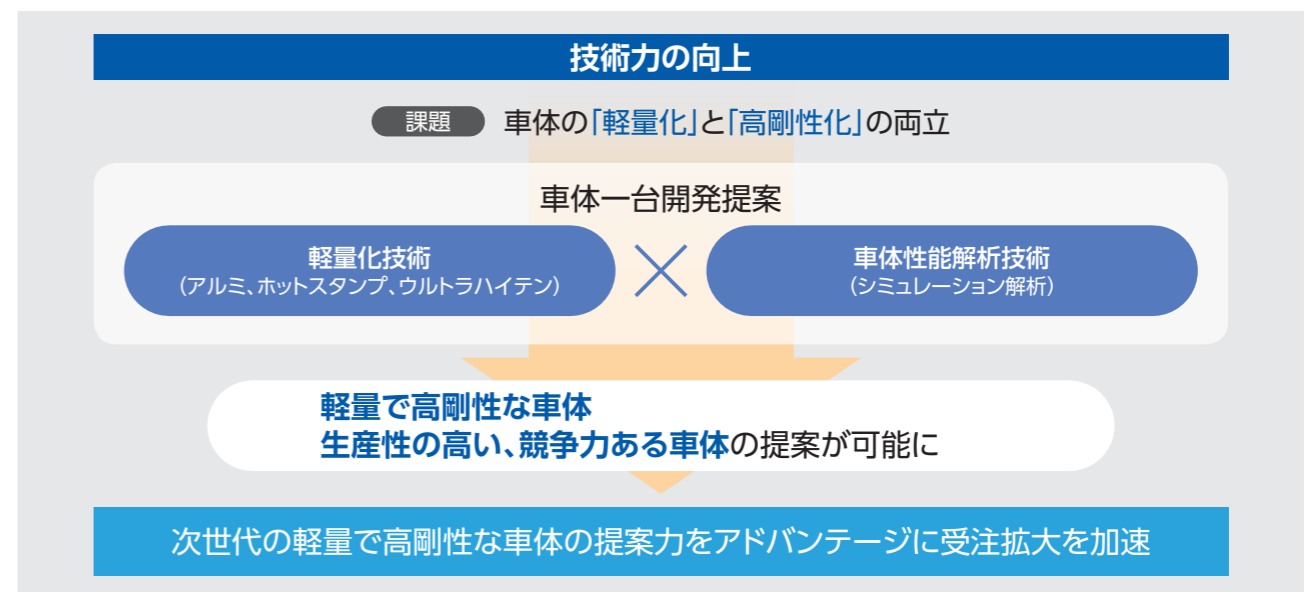 技術力の向上
課題 車体の「軽量化」と「高剛性化」の両立
車体一台開発提案
軽量化技術
(アルミ、ホットスタンプ、ウルトラハイテン)
車体性能解析技術
(シミュレーション解析)
軽量で高剛性な車体
生産性の高い、競争力ある車体の提案が可能に
次世代の軽量で高剛性な車体の提案力をアドバンテージに受注拡大を加速